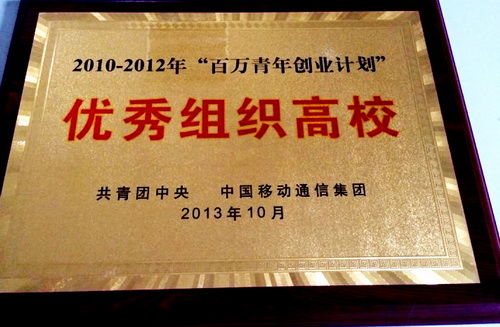 2010-2012年“百万青年创业计划”
优秀组织高校
共青团中央 中国移动通信集团
2013年10月